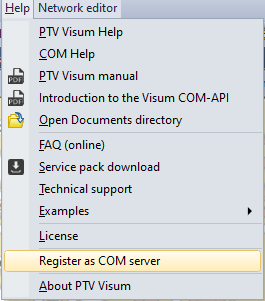 Help Network editor
PTV Visum Help
COM Help
PTV Visum manual
Introduction to the Visum COM-API
Open Documents directory
FAQ (online)
Service pack download
Technical support
Examples
License
Register as COM server
About PTV Visum